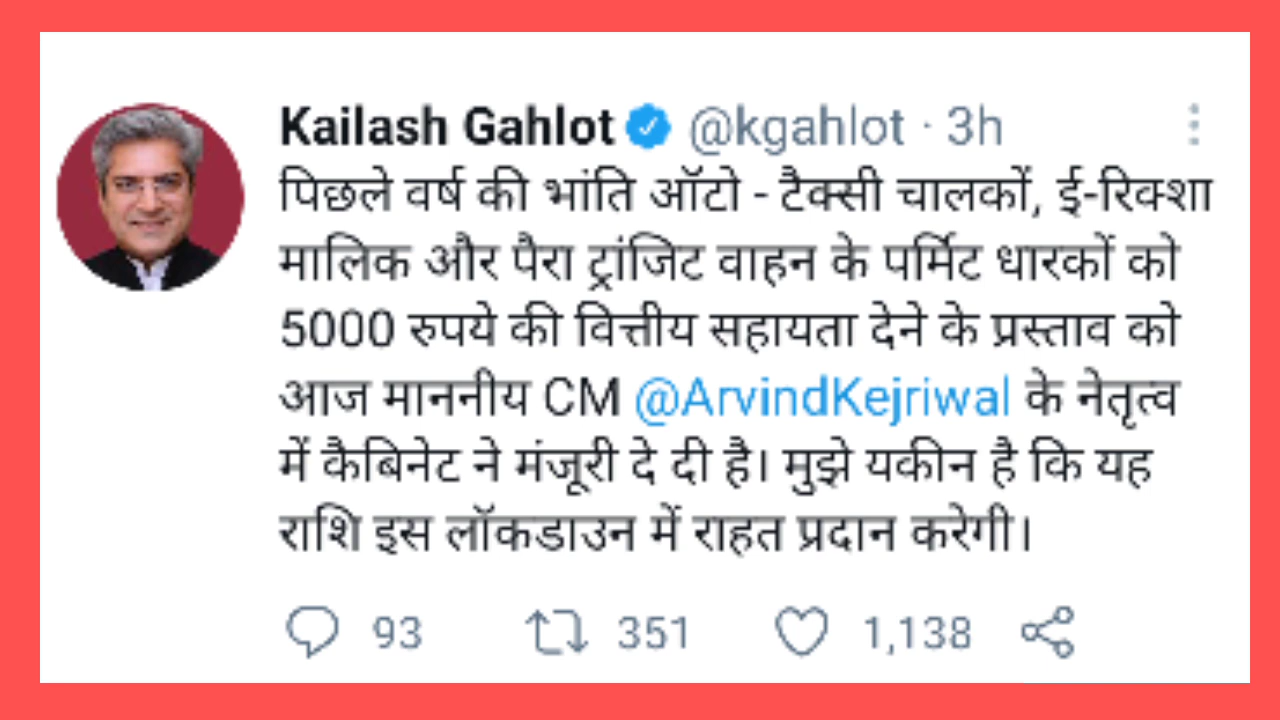 Kailash Gahlot @kgahlot · 3h
पिछले वर्ष की भांति ऑटो - टैक्सी चालकों, ई-रिक्शा
मालिक और पैरा ट्रांजिट वाहन के पर्मिट धारकों को
5000 रुपये की वित्तीय सहायता देने के प्रस्ताव को
आज माननीय CM @ArvindKejriwal के नेतृत्व
में कैबिनेट ने मंजूरी दे दी है। मुझे यकीन है कि यह
राशि इस लॉकडाउन में राहत प्रदान करेगी।
93 351 1,138